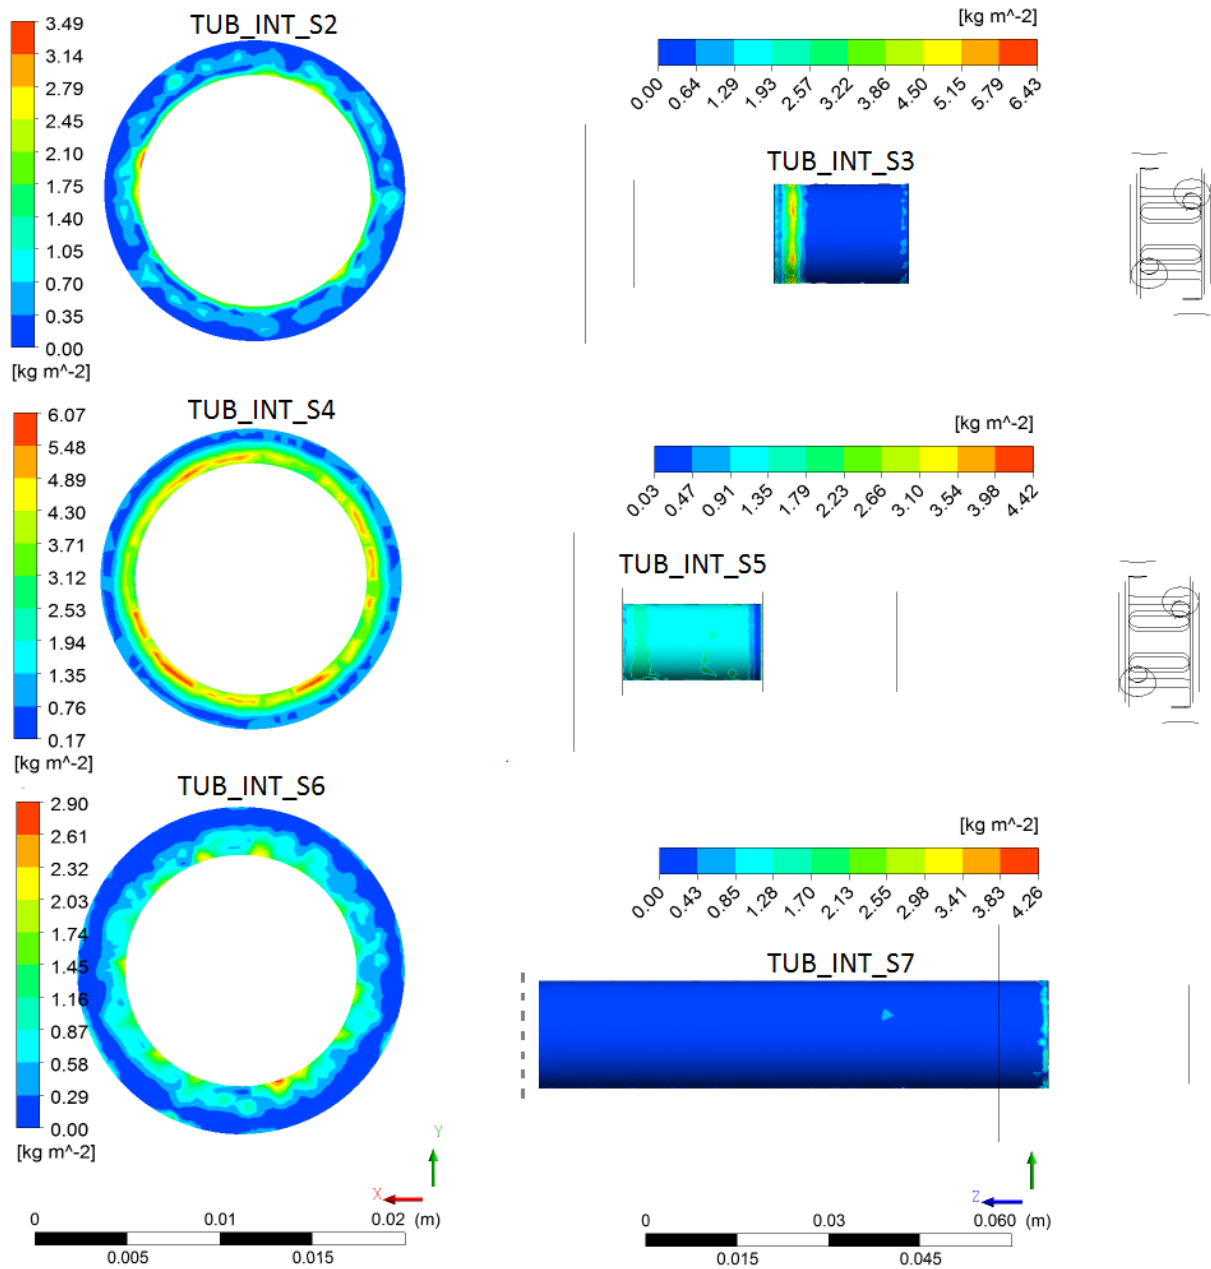 TUB_INT_S2
3.49
3.14
2.79
2.45
2.10
1.75
1.40
1.05
0.70
0.35
0.00
[kg m^-2]
[kg m^-2]
0.00 0.64 1.29 1.93 2.57 3.22 3.86 4.50 5.15 5.79 6.43
TUB_INT_S3
TUB_INT_S4
6.07
5.48
4.89
4.30
3.71
3.12
2.53
1.94
1.35
0.76
0.17
[kg m^-2]
[kg m^-2]
0.03 0.47 0.91 1.35 1.79 2.23 2.66 3.10 3.54 3.98 4.42
TUB_INT_S5
TUB_INT_S6
2.90
2.61
2.32
2.03
1.74
1.45
1.16
0.87
0.58
0.29
0.00
[kg m^-2]
[kg m^-2]
0.00 0.43 0.85 1.28 1.70 2.13 2.55 2.98 3.41 3.83 4.26
TUB_INT_S7
Y
X
Z
0 0.01 0.02 (m)
0.005 0.015
0 0.03 0.060 (m)
0.015 0.045